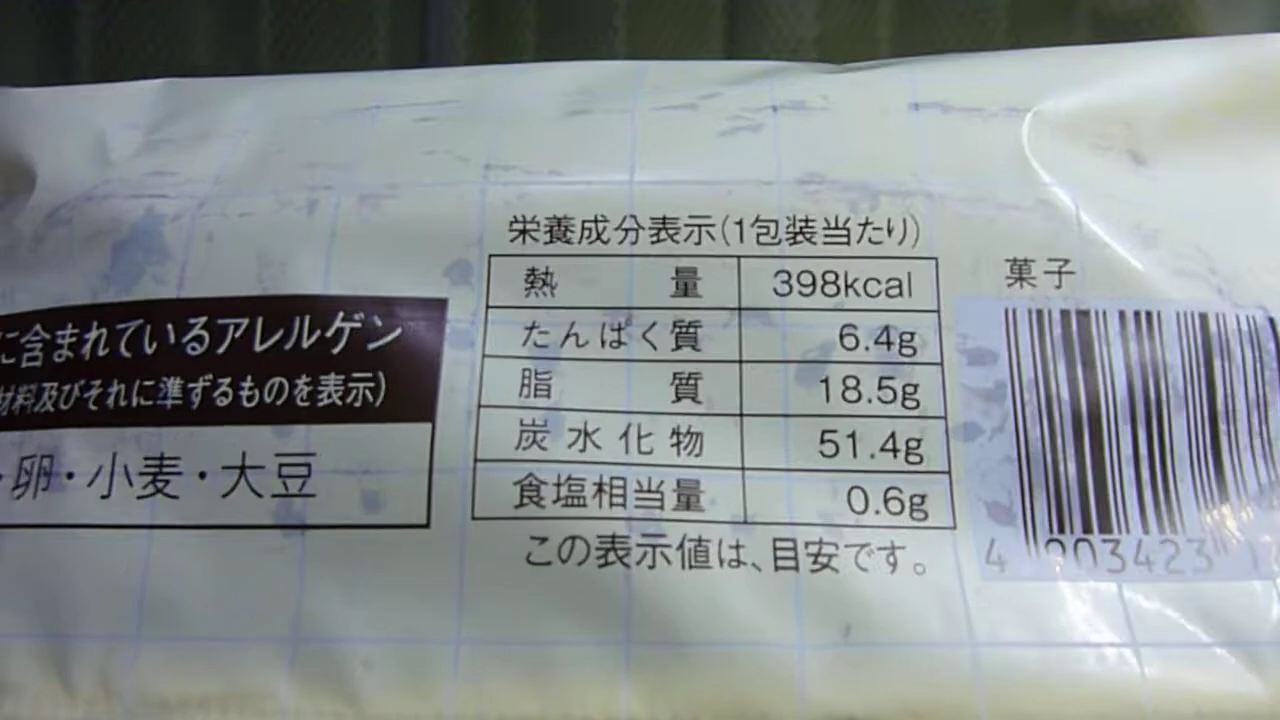 に含まれているアレルゲン
材料及びそれに準ずるものを表示)
・卵・小麦・大豆
栄養成分表示(1包装当たり)
熱量 398kcal
たんぱく質 6.4g
脂質 18.5g
炭水化物 51.4g
食塩相当量 0.6g
この表示値は、目安です。
菓子
4 903423 1